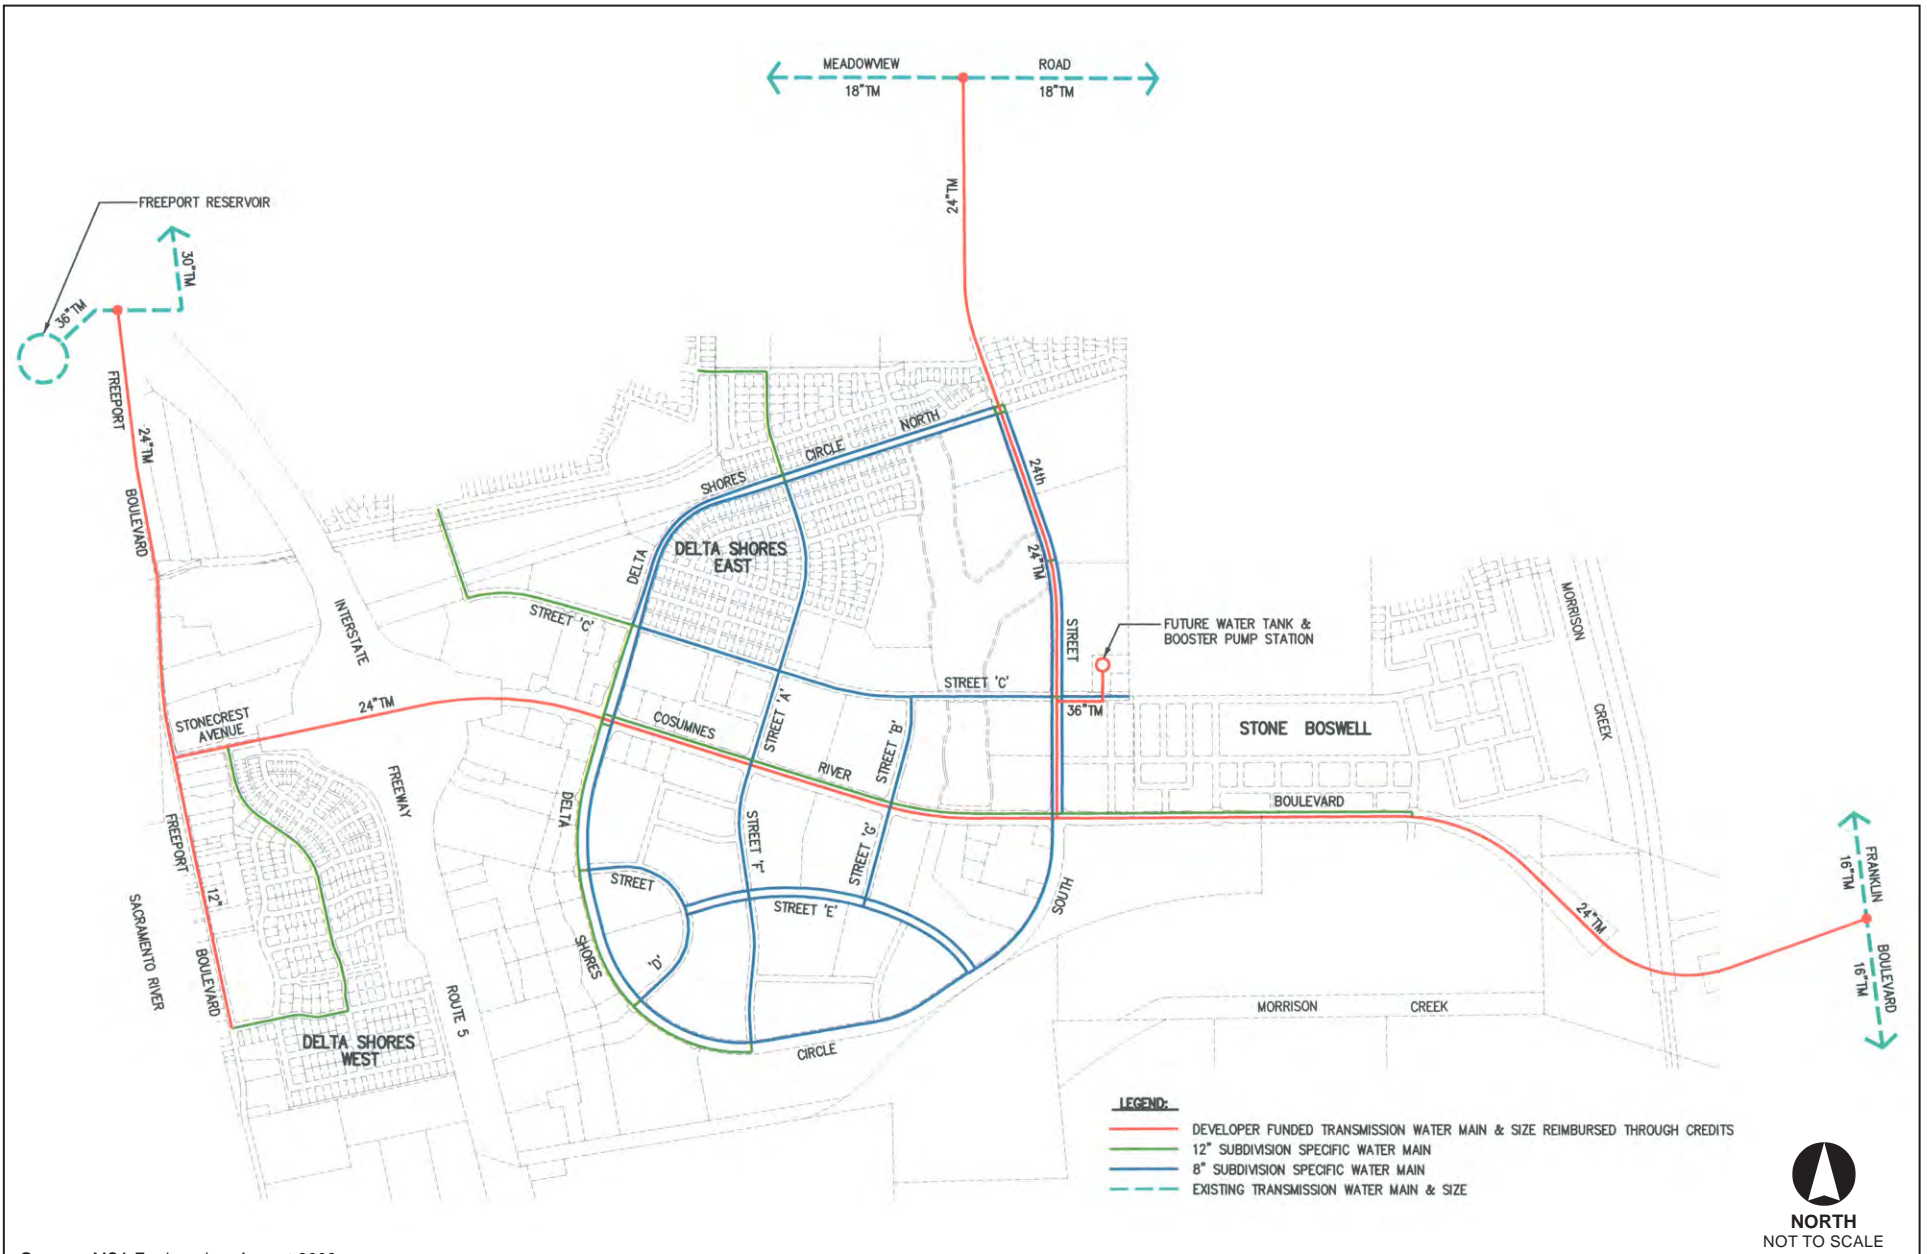 MEADOWVIEW ROAD
18"TM 18"TM
24"TM
FREEPORT RESERVOIR
30"TM
36"TM
FREEPORT
24"TM
BOULEVARD
SHORES CIRCLE NORTH
24th
DELTA
DELTA SHORES
EAST
24"TM
STREET 'C'
INTERSTATE
STREET
FUTURE WATER TANK &
BOOSTER PUMP STATION
MORRISON
STREET 'C'
36"TM
STREET 'A'
24"TM
STONECREST
AVENUE
COSUMNES
STREET 'B'
STONE BOSWELL
CREEK
RIVER
BOULEVARD
FREEWAY
DELTA
FREEPORT
STREET 'F'
STREET 'G'
FRANKLIN
16"TM
STREET
STREET 'E'
SOUTH
12"
24"TM
SACRAMENTO RIVER
BOULEVARD
SHORES
'D'
BOULEVARD
16"TM
ROUTE 5
MORRISON CREEK
DELTA SHORES
WEST
CIRCLE
LEGEND:
DEVELOPER FUNDED TRANSMISSION WATER MAIN & SIZE REIMBURSED THROUGH CREDITS
12" SUBDIVISION SPECIFIC WATER MAIN
8" SUBDIVISION SPECIFIC WATER MAIN
EXISTING TRANSMISSION WATER MAIN & SIZE
NORTH
NOT TO SCALE